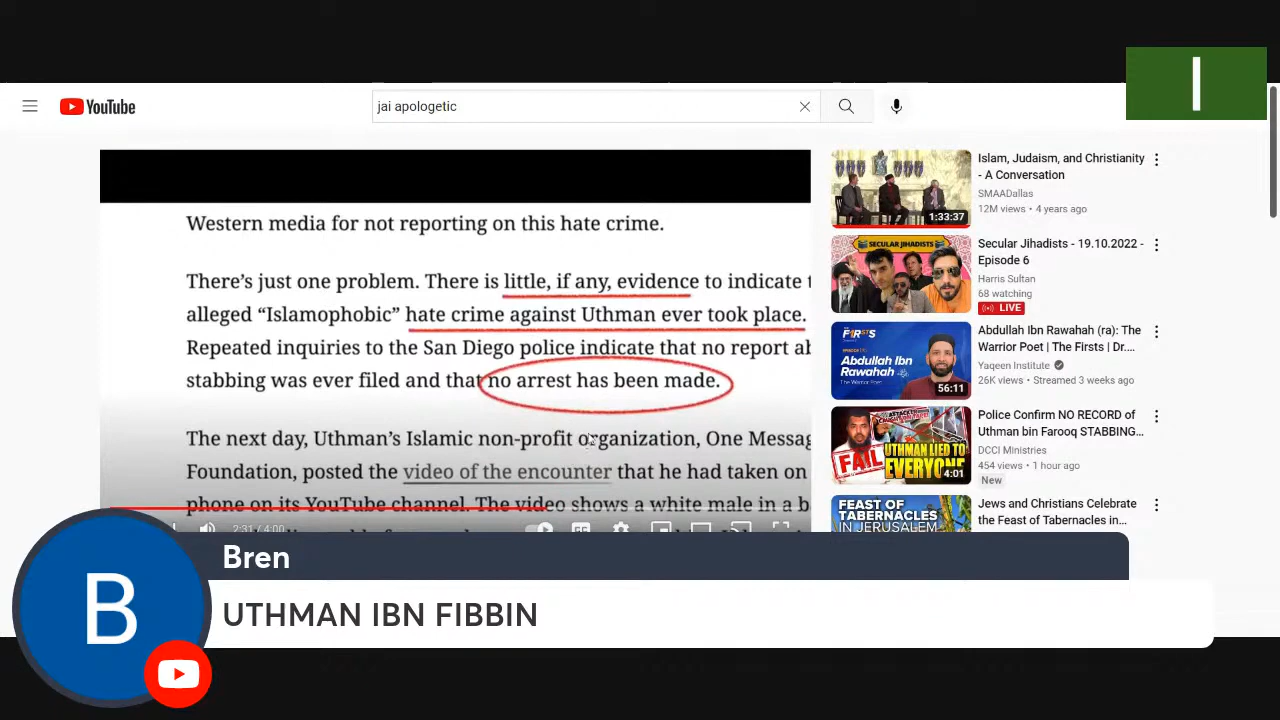 YouTube
jai apologetic
I
Western media for not reporting on this hate crime.
There's just one problem. There is little, if any, evidence to indicate t
alleged "Islamophobic" hate crime against Uthman ever took place.
Repeated inquiries to the San Diego police indicate that no report ab
stabbing was ever filed and that no arrest has been made.
The next day, Uthman's Islamic non-profit organization, One Messag
Foundation, posted the video of the encounter that he had taken on
phone on its YouTube channel. The video shows a white male in a b
2:31 / 4:00
Islam, Judaism, and Christianity
- A Conversation
SMAADallas
12M views • 4 years ago
1:33:37
SECULAR JIHADISTS
Secular Jihadists - 19.10.2022 -
Episode 6
Harris Sultan
68 watching
LIVE
THE FIRSTS
Abdullah Ibn
Rawahah
56:11
Abdullah Ibn Rawahah (ra): The
Warrior Poet | The Firsts | Dr....
Yaqeen Institute
26K views • Streamed 3 weeks ago
FAIL
UTHMAN LIED TO
EVERYONE
4:01
Police Confirm NO RECORD of
Uthman bin Farooq STABBING...
DCCI Ministries
454 views • 1 hour ago
New
FEAST OF
TABERNACLES
IN JERUSALEM
Jews and Christians Celebrate
the Feast of Tabernacles in...
B
Bren
UTHMAN IBN FIBBIN